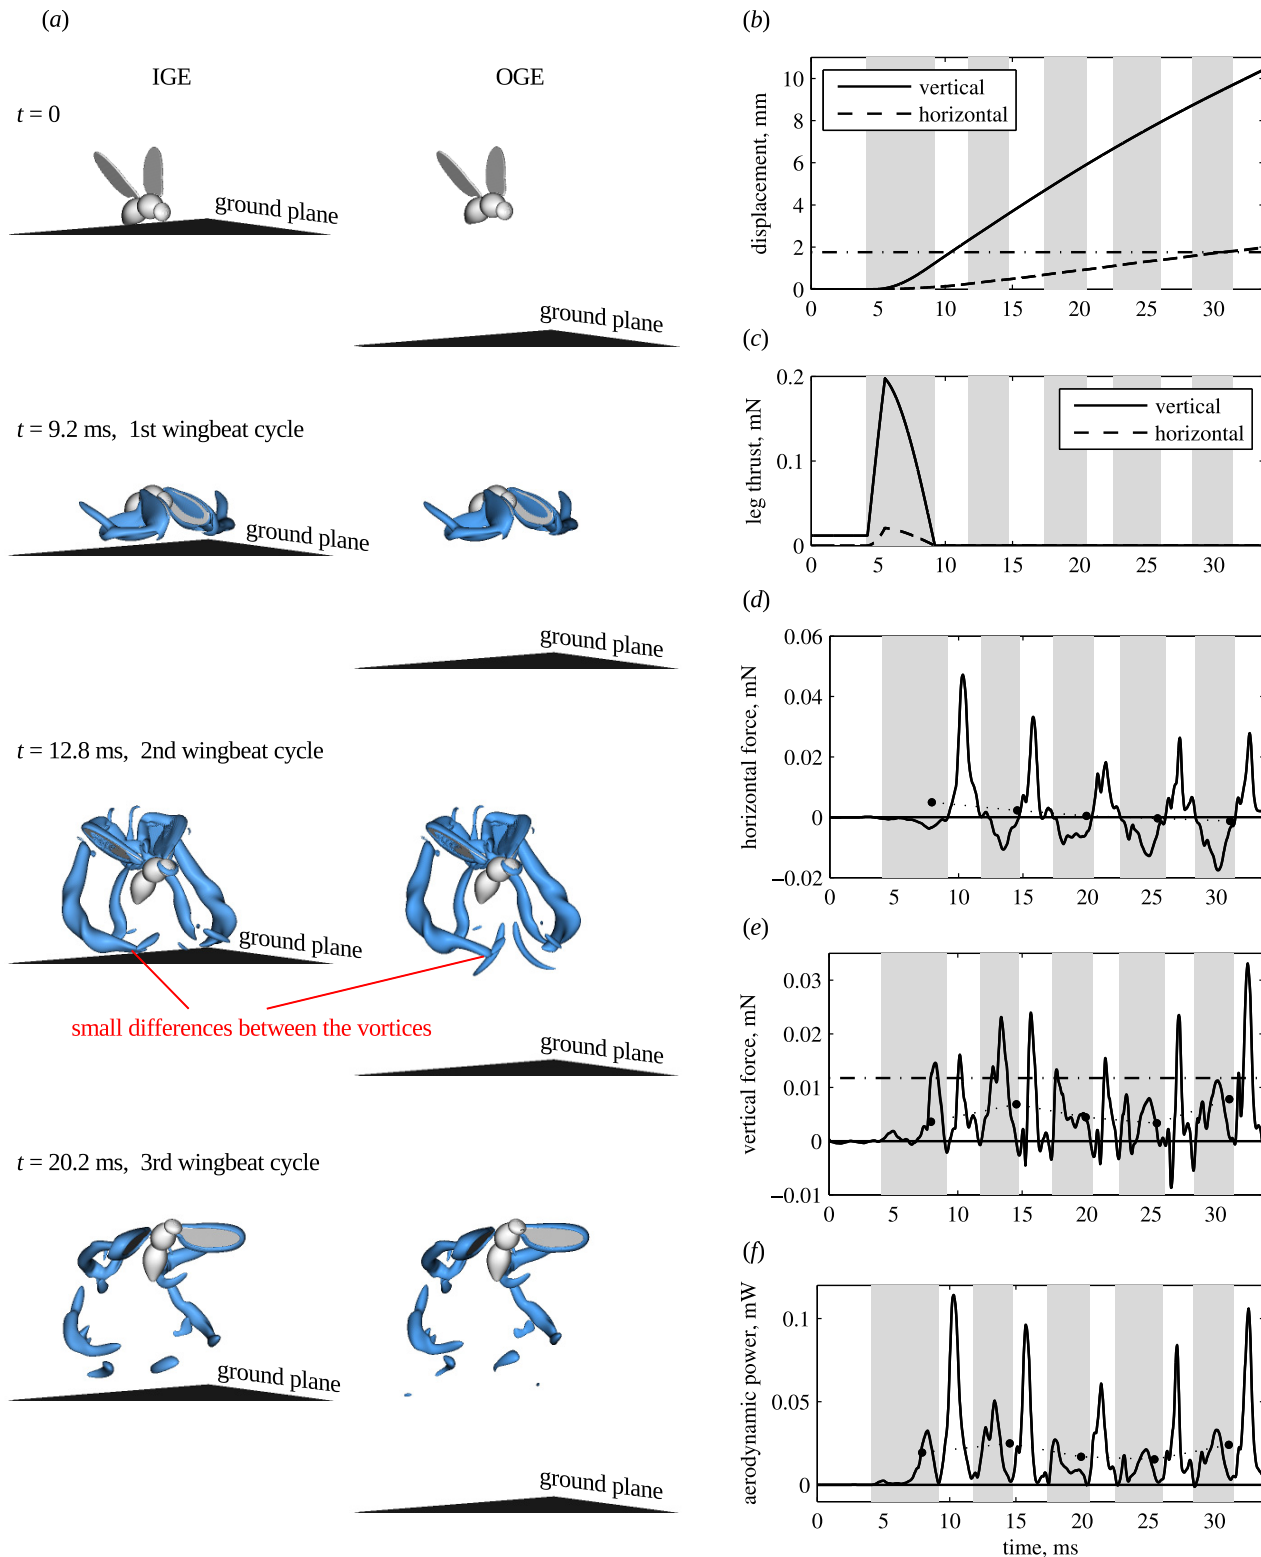 (a)
IGE
OGE
t = 0
ground plane
ground plane
t = 9.2 ms, 1st wingbeat cycle
ground plane
ground plane
t = 12.8 ms, 2nd wingbeat cycle
ground plane
small differences between the vortices
ground plane
t = 20.2 ms, 3rd wingbeat cycle
ground plane
ground plane
(b)
displacement, mm
10
8
6
4
2
0
vertical
horizontal
0 5 10 15 20 25 30
(c)
leg thrust, mN
0.2
0.1
0
vertical
horizontal
0 5 10 15 20 25 30
(d)
horizontal force, mN
0.06
0.04
0.02
0
−0.02
0 5 10 15 20 25 30
(e)
vertical force, mN
0.03
0.02
0.01
0
−0.01
0 5 10 15 20 25 30
(f)
aerodynamic power, mW
0.1
0.05
0
0 5 10 15 20 25 30
time, ms